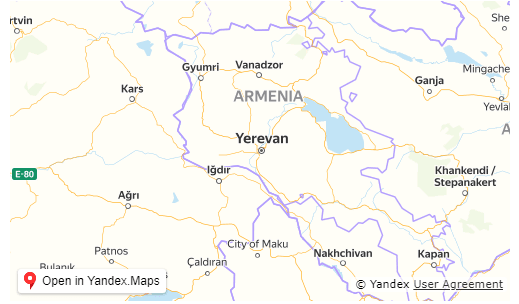 rtvin
She
Vanadzor
Gyumri
Mingache
Ganja
Kars
ARMENIA
Yevlak
A
Yerevan
E-80
Iğdır
Khankendi /
Stepanakert
Ağrı
City of Maku
Patnos
Nakhchivan
Kapan
Bulanık
Çaldıran
Open in Yandex.Maps
© Yandex User Agreement